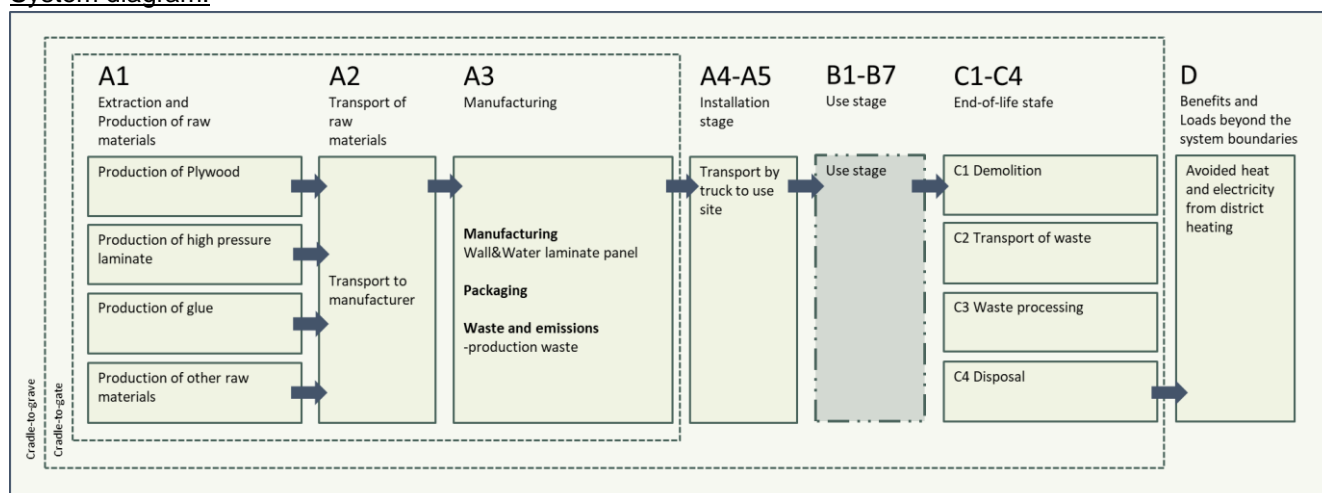 System diagram:
A1
Extraction and
Production of raw
materials
Production of Plywood
Production of high pressure
laminate
Production of glue
Production of other raw
materials
A2
Transport of
raw
materials
Transport to
manufacturer
A3
Manufacturing
Manufacturing
Wall&Water laminate panel
Packaging
Waste and emissions
-production waste
A4-A5
Installation
stage
Transport by
truck to use
site
B1-B7
Use stage
Use stage
C1-C4
End-of-life stafe
C1 Demolition
C2 Transport of waste
C3 Waste processing
C4 Disposal
D
Benefits and
Loads beyond the
system boundaries
Avoided heat
and electricity
from district
heating
Cradle-to-grave
Cradle-to-gate